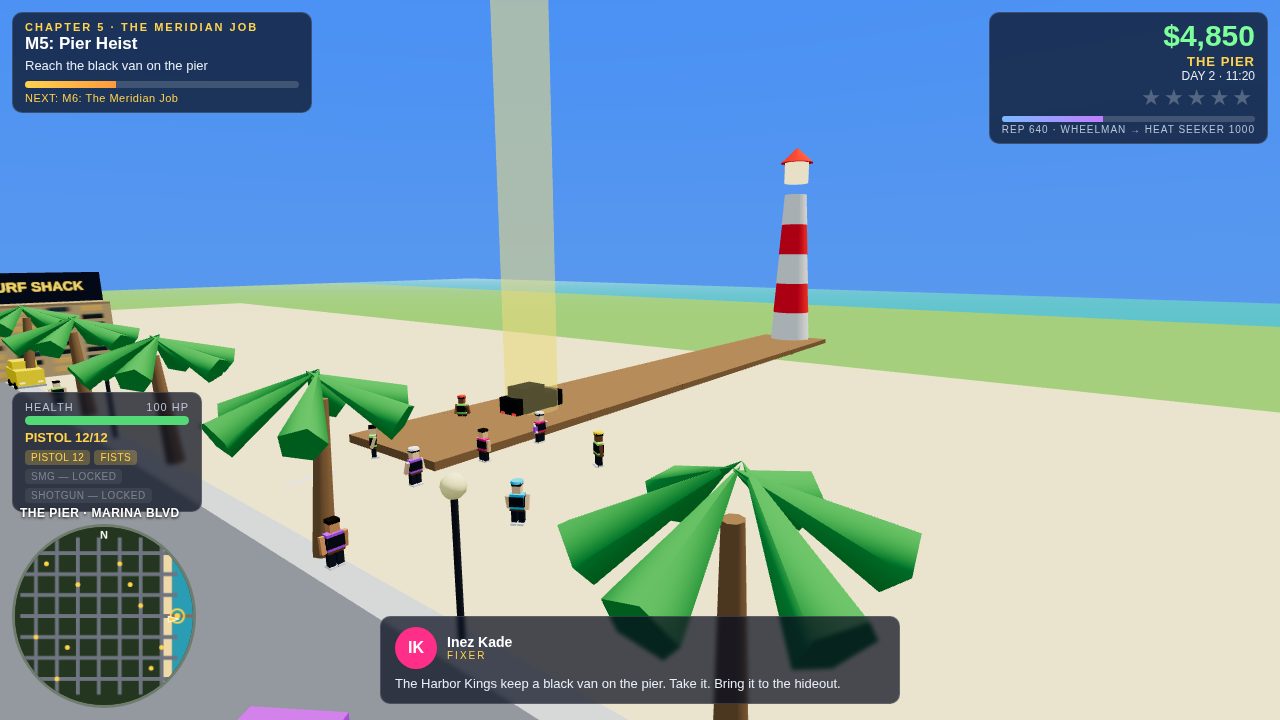 CHAPTER 5 · THE MERIDIAN JOB
M5: Pier Heist
Reach the black van on the pier
NEXT: M6: The Meridian Job
$4,850
THE PIER
DAY 2 · 11:20
★★★★★
REP 640 · WHEELMAN → HEAT SEEKER 1000
URF SHACK
HEALTH 100 HP
PISTOL 12/12
PISTOL 12 FISTS
SMG — LOCKED
SHOTGUN — LOCKED
THE PIER · MARINA BLVD
N
IK
Inez Kade
FIXER
The Harbor Kings keep a black van on the pier. Take it. Bring it to the hideout.